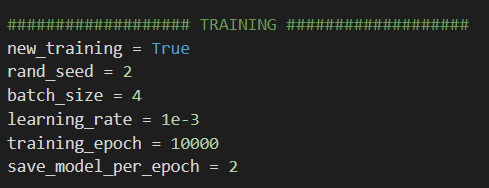 ################### TRAINING ###################
new_training = True
rand_seed = 2
batch_size = 4
learning_rate = 1e-3
training_epoch = 10000
save_model_per_epoch = 2